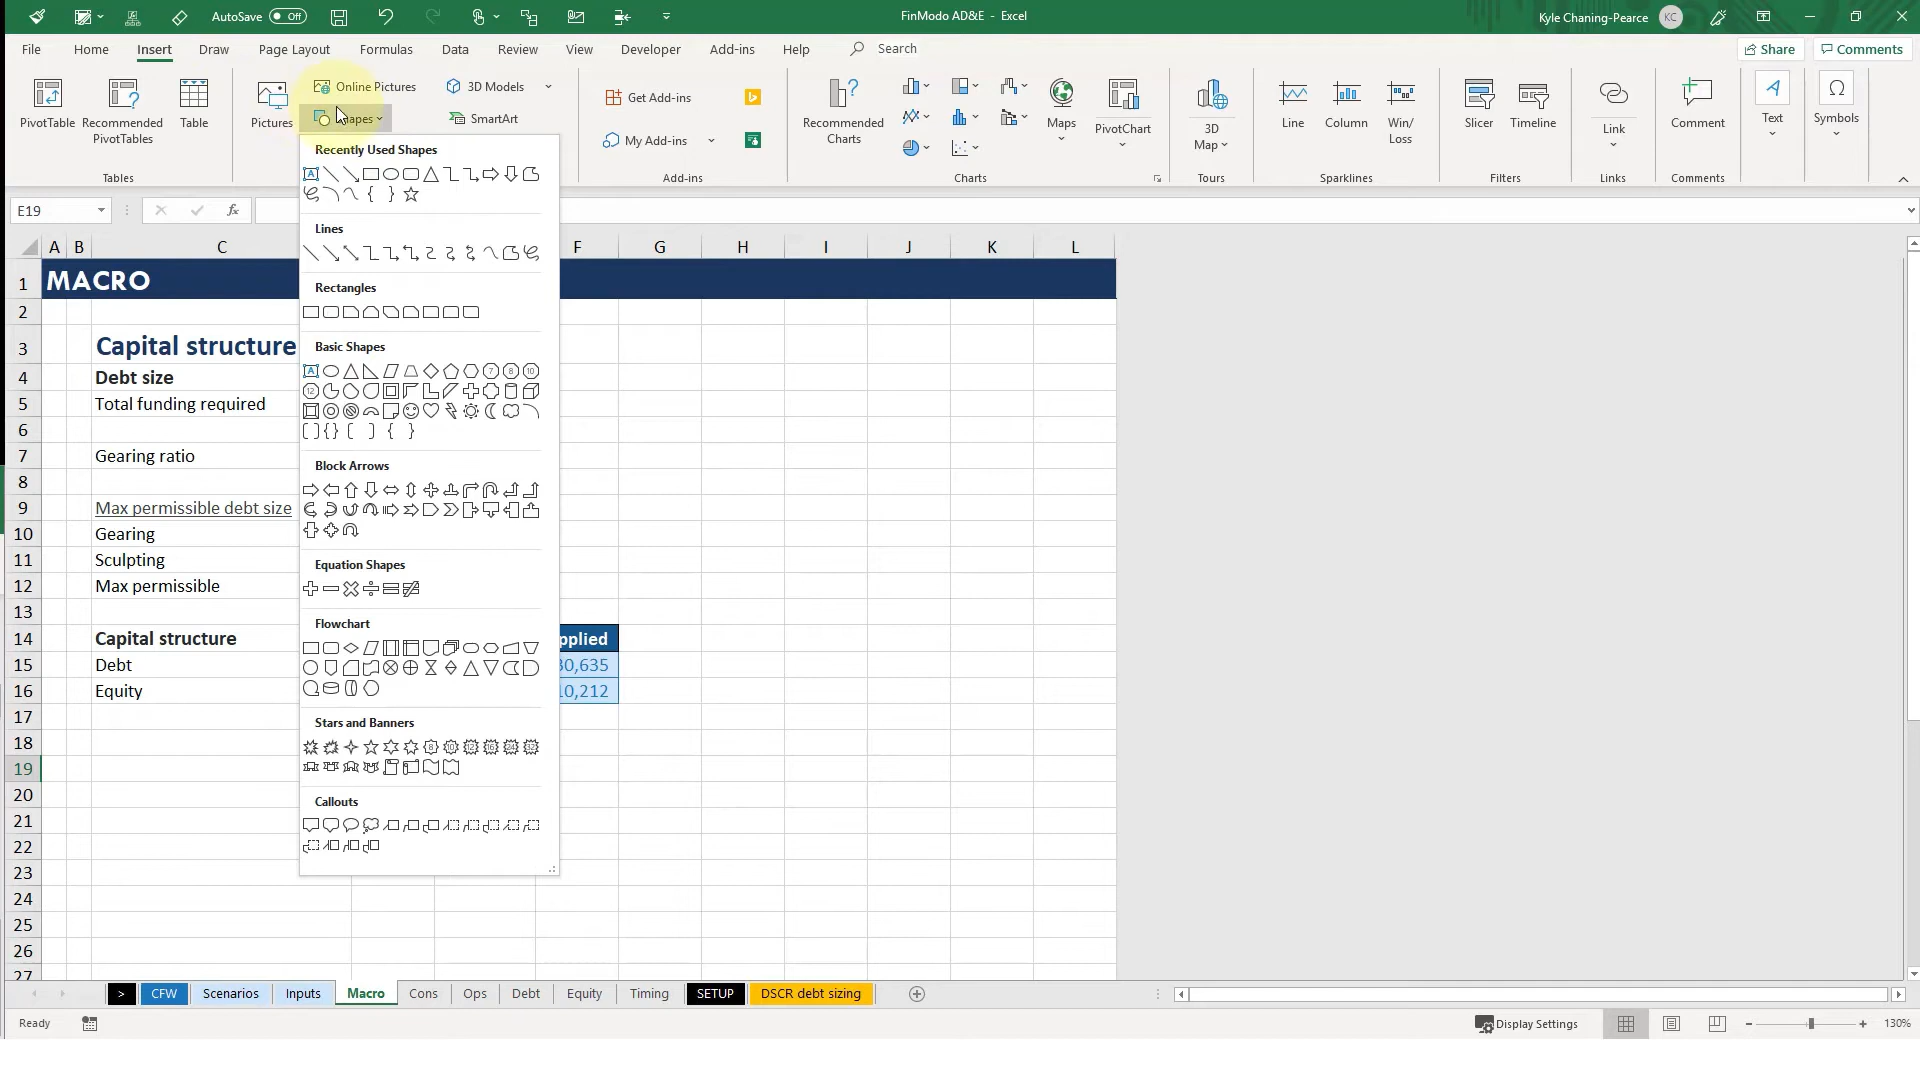 AutoSave Off
FinModo AD&E - Excel
Kyle Chaning-Pearce KC
File Home Insert Draw Page Layout Formulas Data Review View Developer Add-ins Help Search Share Comments
PivotTable
Recommended
PivotTables
Table
Tables
Pictures
Online Pictures
Shapes
3D Models
SmartArt
Get Add-ins
My Add-ins
Add-ins
Recommended
Charts
Maps
PivotChart
Charts
3D
Map
Tours
Line
Column
Win/
Loss
Sparklines
Slicer
Timeline
Filters
Link
Links
Comment
Comments
Text
Symbols
E19
fx
A B C F G H I J K L
1 MACRO
2
3 Capital structure
4 Debt size
5 Total funding required
6
7 Gearing ratio
8
9 Max permissible debt size
10 Gearing
11 Sculpting
12 Max permissible
13
14 Capital structure pplied
15 Debt 30,635
16 Equity 10,212
17
18
19
20
21
22
23
24
25
26
27
Recently Used Shapes
Lines
Rectangles
Basic Shapes
Block Arrows
Equation Shapes
Flowchart
Stars and Banners
Callouts
> CFW Scenarios Inputs Macro Cons Ops Debt Equity Timing SETUP DSCR debt sizing
Ready
Display Settings
130%